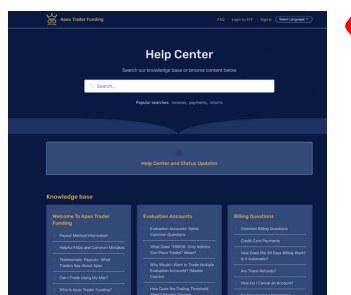 Apex Trader Funding
FAQ Login to ATF Sign in Select Language
Help Center
Search our knowledge base or browse content below
Search...
Popular searches: invoices, payments, returns
Help Center and Status Updates
Knowledge base
Welcome To Apex Trader
Funding
Payout Method Information
Helpful FAQs and Common Mistakes
Testimonials: Payouts - What
Traders Say About Apex
Can I Trade Using My Mac?
Who is Apex Trader Funding?
Evaluation Accounts
Evaluation Accounts: Some
Common Questions
What Does "ERROR: Only Admins
Can Place Trades" Mean?
Why Would I Want to Trade Multiple
Evaluation Accounts? (Master
Course)
How Does the Trailing Threshold
Billing Questions
Common Billing Questions
Credit Card Payments
How Does the 30 Days Billing Work?
Is it Automatic?
Are There Refunds?
How Do I Cancel an Account?